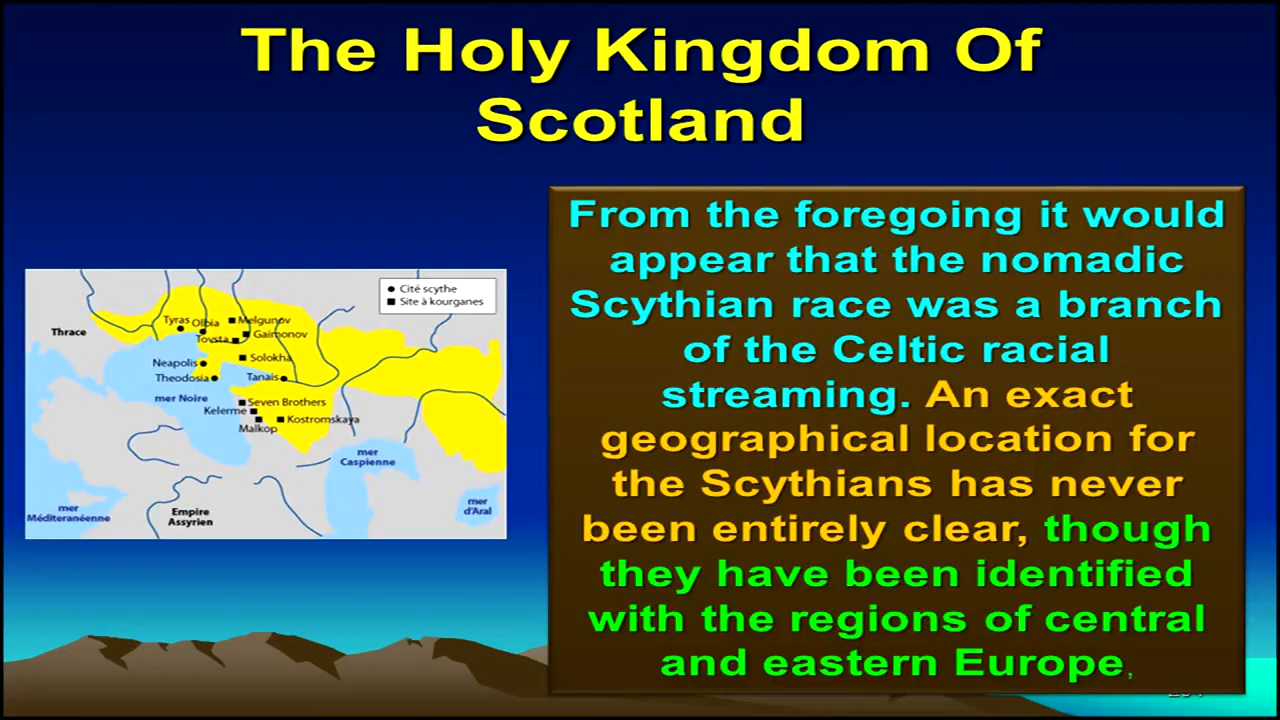 The Holy Kingdom Of
Scotland
From the foregoing it would
appear that the nomadic
Scythian race was a branch
of the Celtic racial
streaming. An exact
geographical location for
the Scythians has never
been entirely clear, though
they have been identified
with the regions of central
and eastern Europe,
Cité scythe
Site à kourganes
Thrace
Tyras
Olbia
Melgunov
Tovsta
Gaimonov
Neapolis
Solokha
Theodosia
Tanaïs
mer Noire
Seven Brothers
Kelerme
Kostromskaya
Malkop
mer
Caspienne
mer
d'Aral
mer
Méditeranéenne
Empire
Assyrien